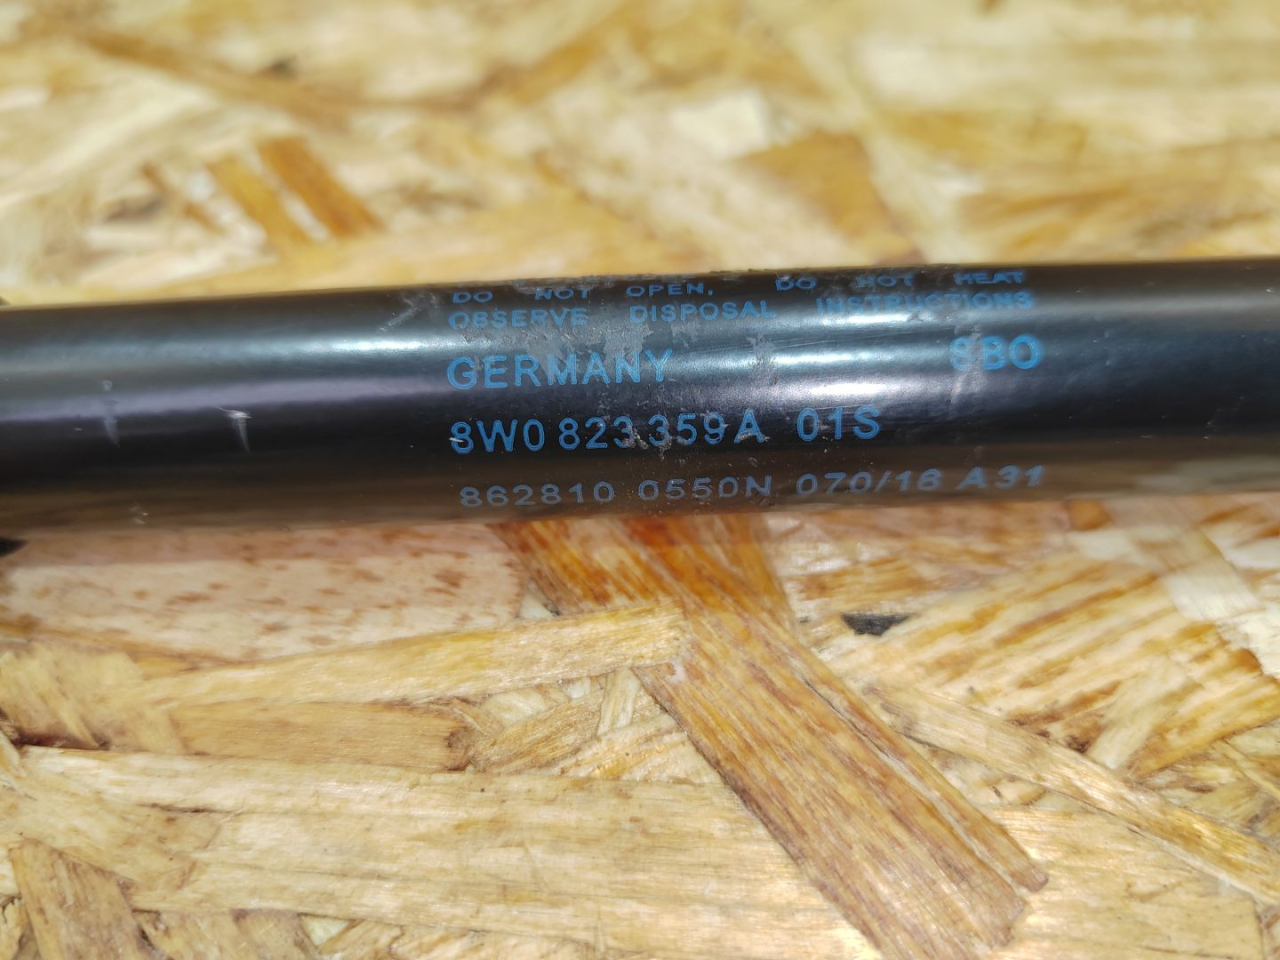 DO NOT OPEN, DO NOT HEAT
OBSERVE DISPOSAL INSTRUCTIONS
GERMANY SBO
8W0 823 359 A 01S
862810 0550N 070/16 A31